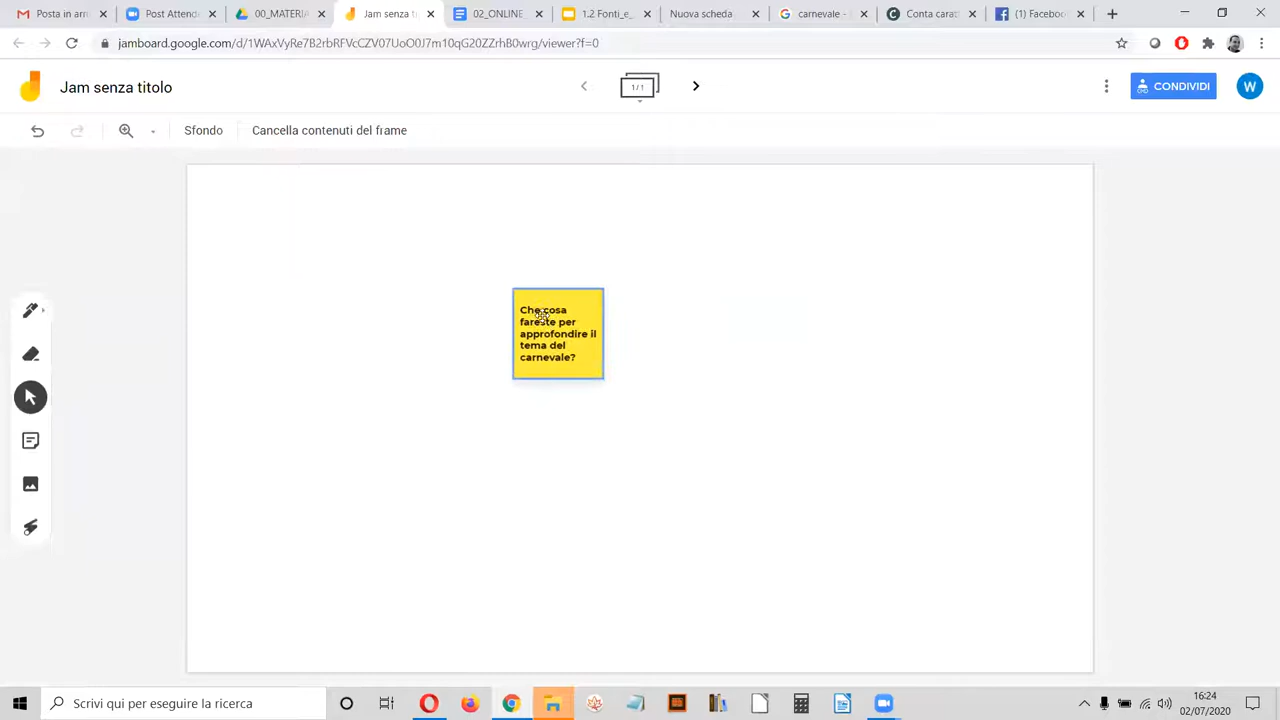 Posta in arri
Post Attend
00_MATERI
Jam senza ti
02_ONLINE_
1.2 Fonti_e_
Nuova scheda
carnevale -
Conta caratt
(1) Faceboo
jamboard.google.com/d/1WAxVyRe7B2rbRFVcCZV07UoO0J7m10qG20ZZrhB0wrg/viewer?f=0
Jam senza titolo
1/1
CONDIVIDI
W
Sfondo
Cancella contenuti del frame
Che cosa
fareste per
approfondire il
tema del
carnevale?
Scrivi qui per eseguire la ricerca
16:24
02/07/2020